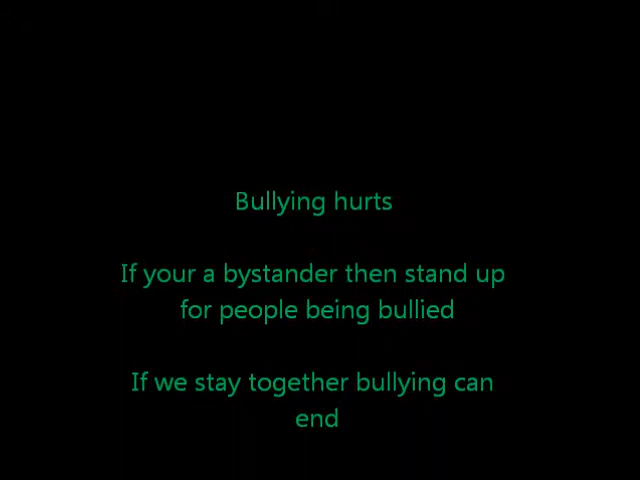 Bullying hurts
If your a bystander then stand up
for people being bullied
If we stay together bullying can
end